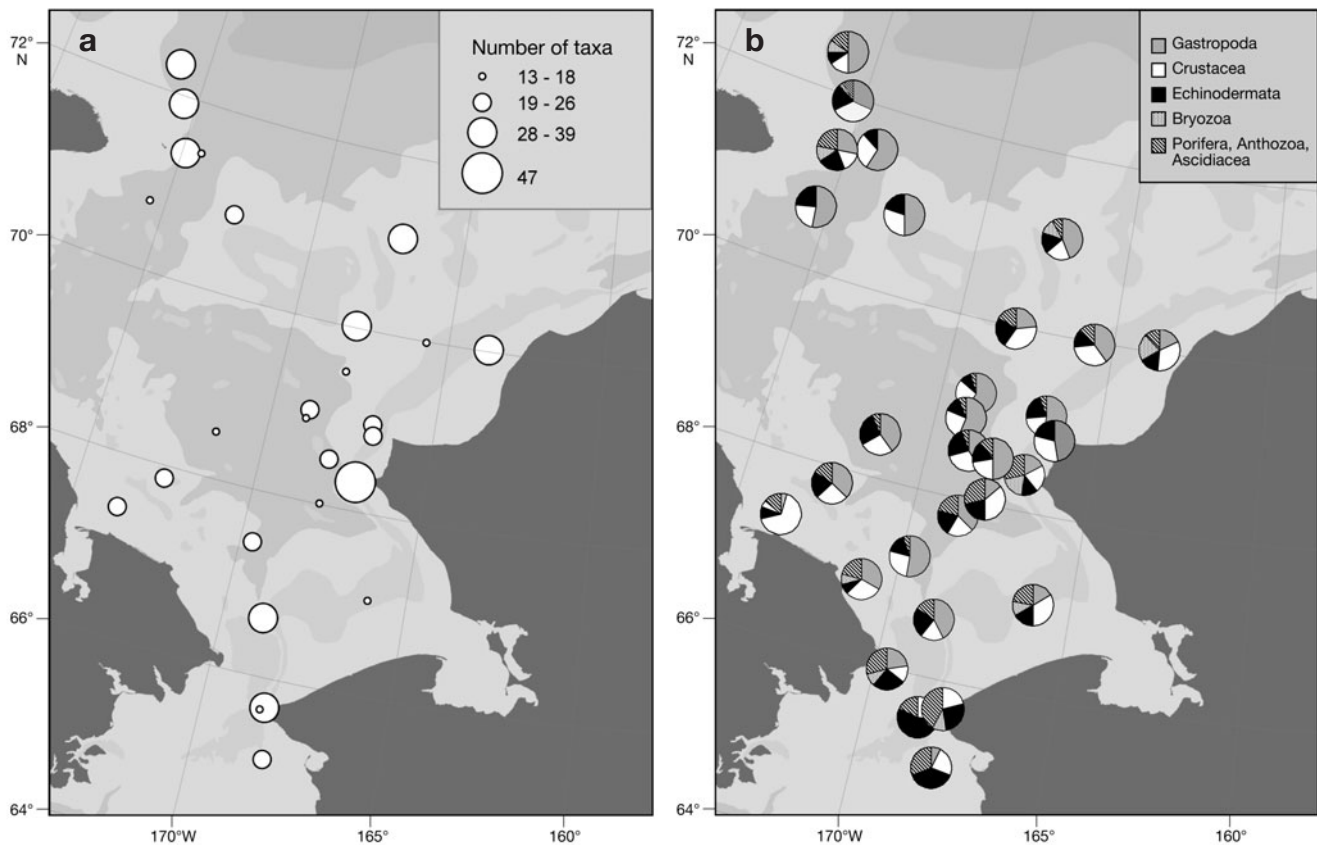 a
72°
N
70°
68°
66°
64°
170°W
165°
160°
Number of taxa
13 - 18
19 - 26
28 - 39
47
b
72°
N
70°
68°
66°
64°
170°W
165°
160°
Gastropoda
Crustacea
Echinodermata
Bryozoa
Porifera, Anthozoa,
Ascidiacea